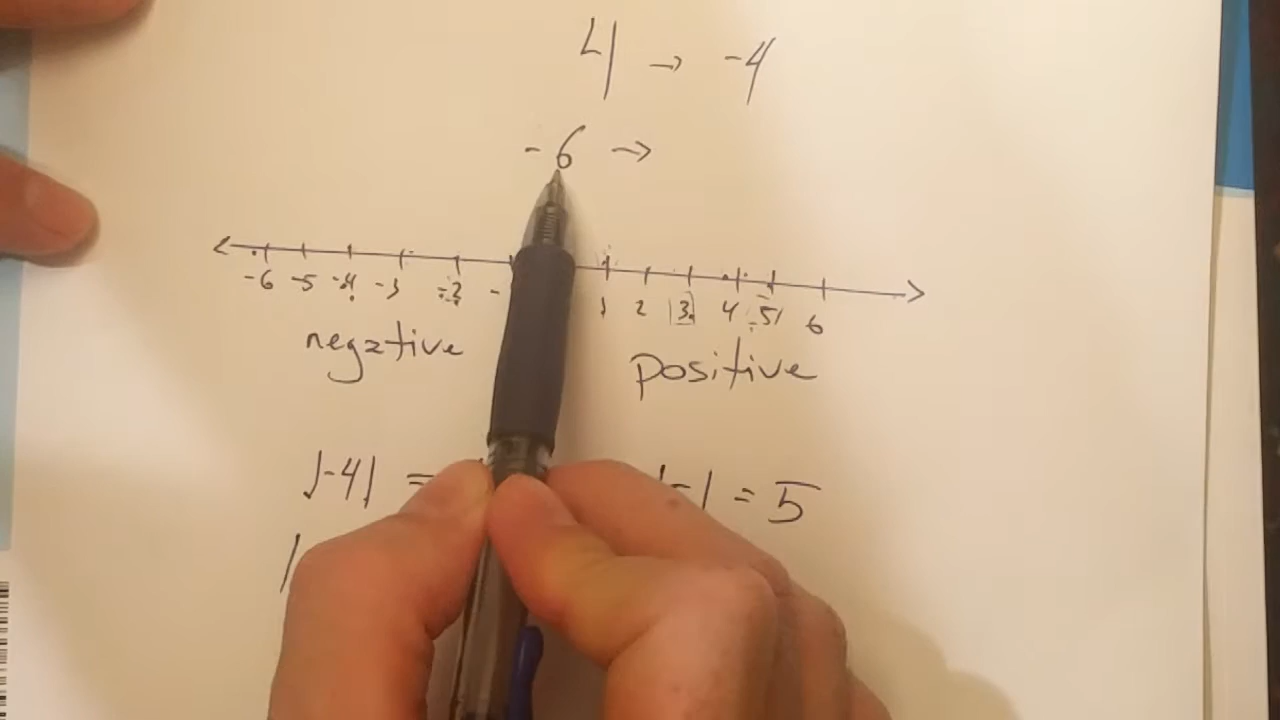 4 → -4
-6 →
-6 -5 -4 -3 -2 - 1 2 3 4 5 6
negative positive
|-4| = = 5